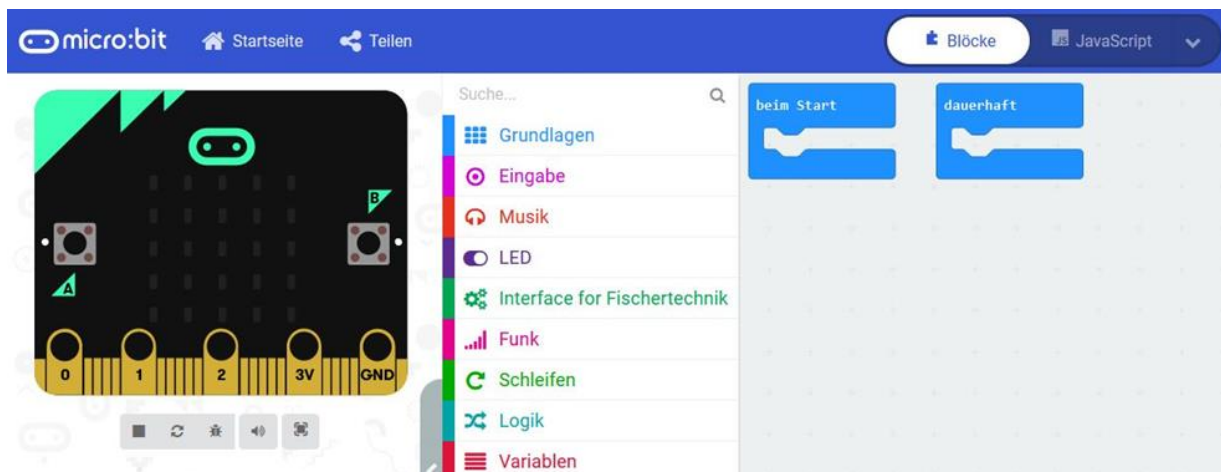 micro:bit Startseite Teilen Blöcke JavaScript
Suche...
Grundlagen
Eingabe
Musik
LED
Interface for Fischertechnik
Funk
Schleifen
Logik
Variablen
beim Start
dauerhaft
B
A
0 1 2 3V GND